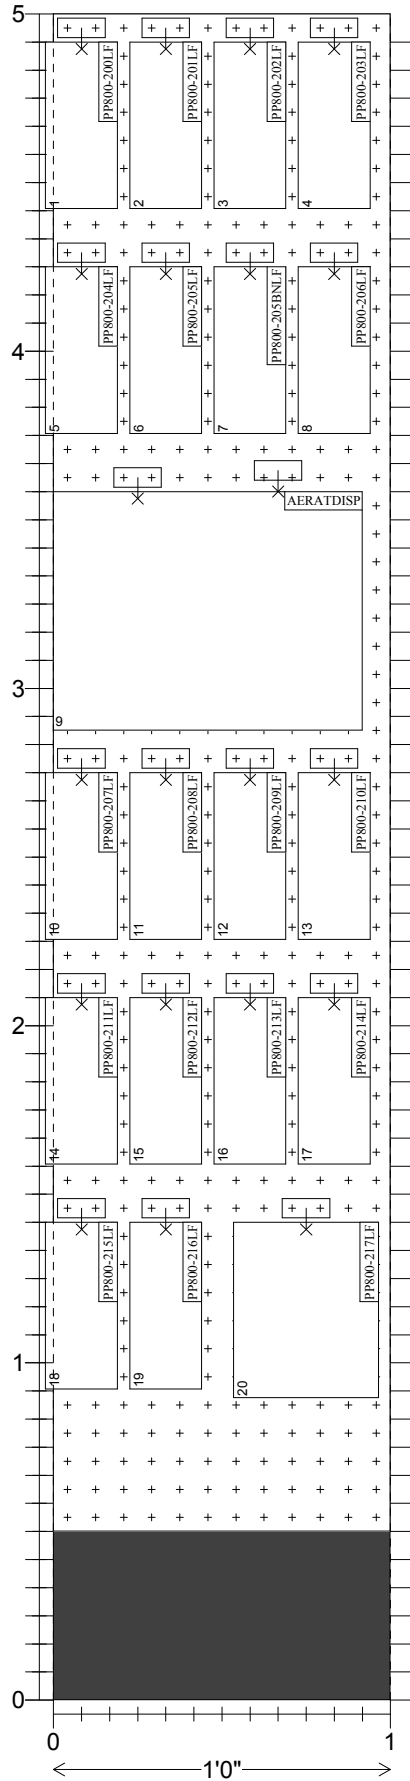 5
PP800-200LF
PP800-201LF
PP800-202LF
PP800-203LF
1
2
3
4
PP800-204LF
PP800-205LF
PP800-205BNLF
PP800-206LF
4
5
6
7
8
AERATDISP
3
9
PP800-207LF
PP800-208LF
PP800-209LF
PP800-210LF
10
11
12
13
2
PP800-211LF
PP800-212LF
PP800-213LF
PP800-214LF
14
15
16
17
PP800-215LF
PP800-216LF
PP800-217LF
1
18
19
20
0
0
1
1'0"